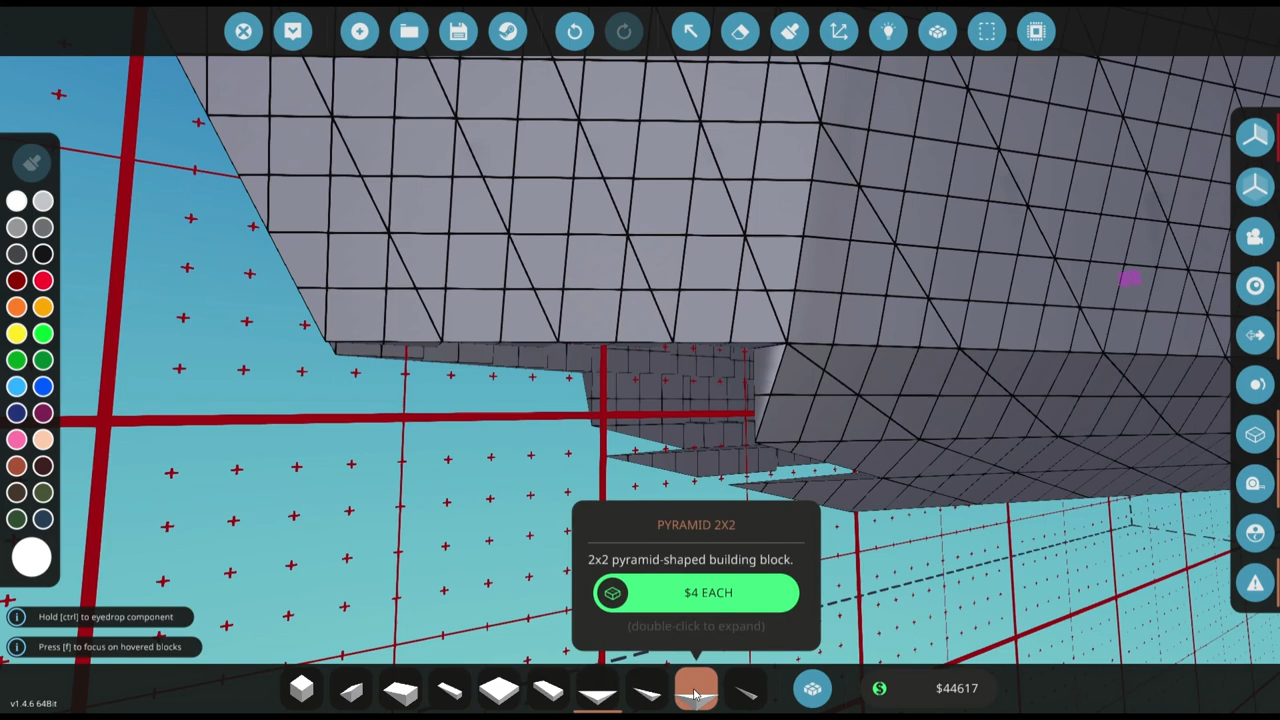 PYRAMID 2X2
2x2 pyramid-shaped building block.
$4 EACH
(double-click to expand)
Hold [ctrl] to eyedrop component
Press [f] to focus on hovered blocks
v1.4.6 64Bit
$44617